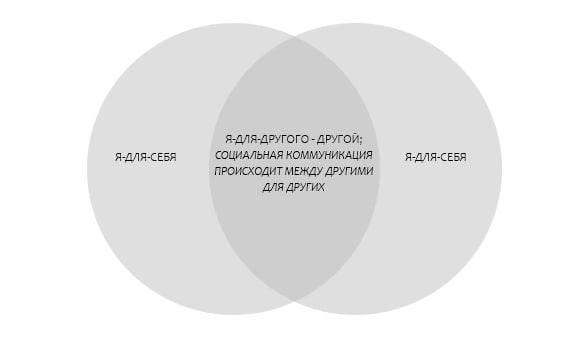 Я-ДЛЯ-СЕБЯ
Я-ДЛЯ-ДРУГОГО - ДРУГОЙ;
СОЦИАЛЬНАЯ КОММУНИКАЦИЯ
ПРОИСХОДИТ МЕЖДУ ДРУГИМИ
ДЛЯ ДРУГИХ
Я-ДЛЯ-СЕБЯ